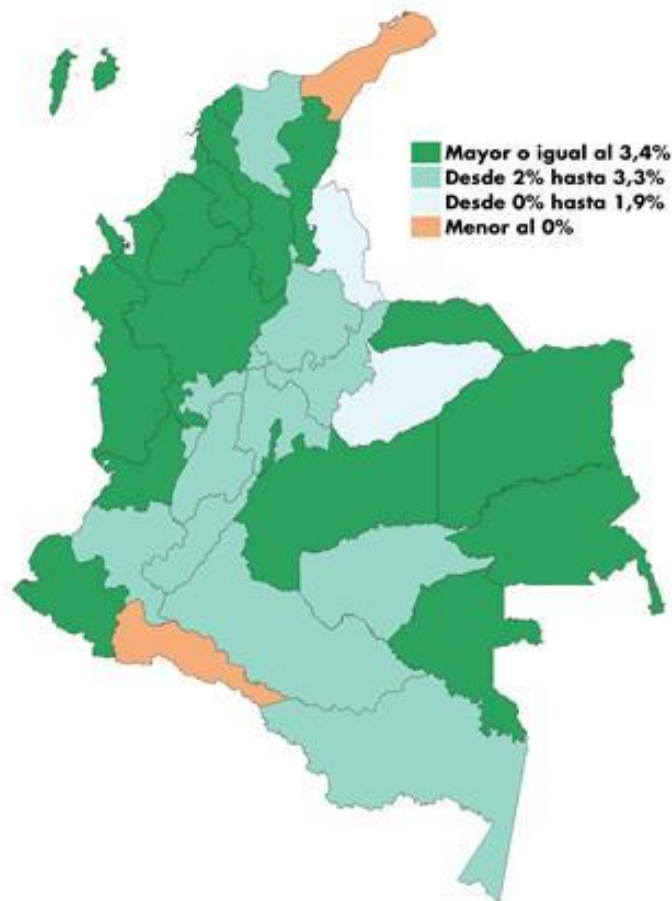 Mayor o igual al 3,4%
Desde 2% hasta 3,3%
Desde 0% hasta 1,9%
Menor al 0%